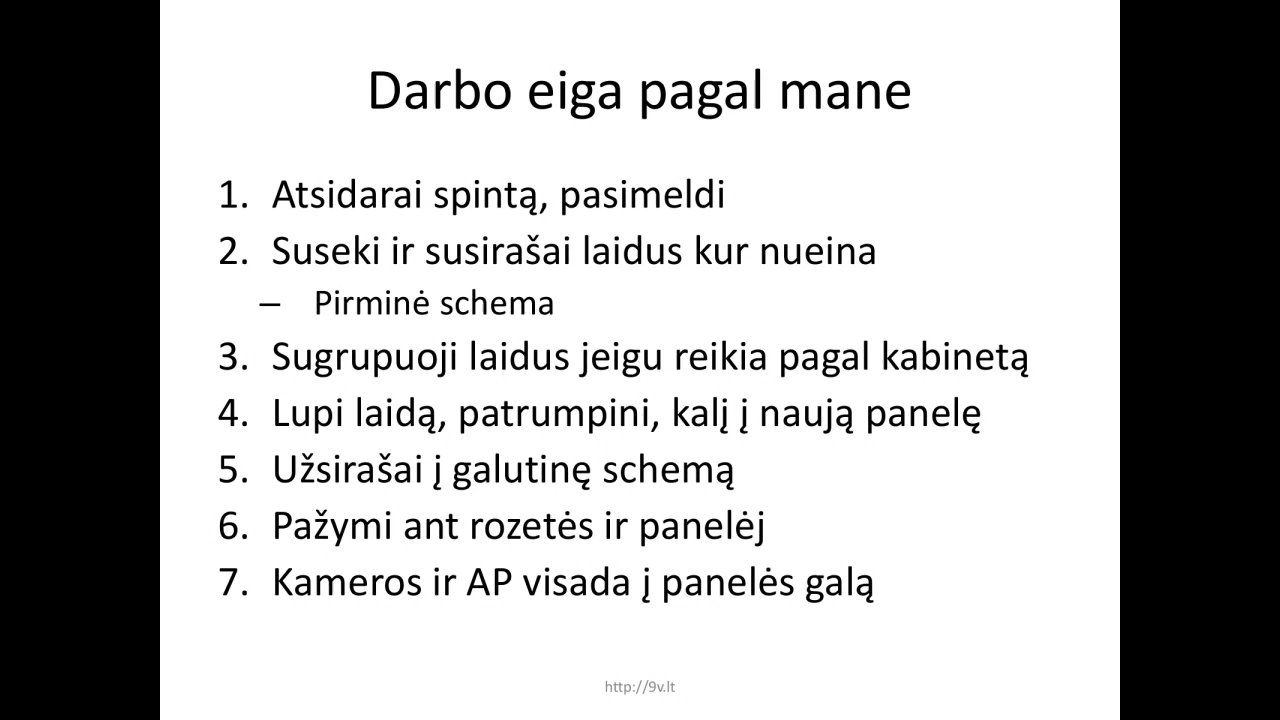 Darbo eiga pagal mane
1. Atsidarai spintą, pasimeldi
2. Suseki ir susirašai laidus kur nueina
– Pirminė schema
3. Sugrupuoji laidus jeigu reikia pagal kabinetą
4. Lupi laidą, patrumpini, kalį į naują panelę
5. Užsirašai į galutinę schemą
6. Pažymi ant rozetės ir panelėj
7. Kameros ir AP visada į panelės galą
http://9v.lt